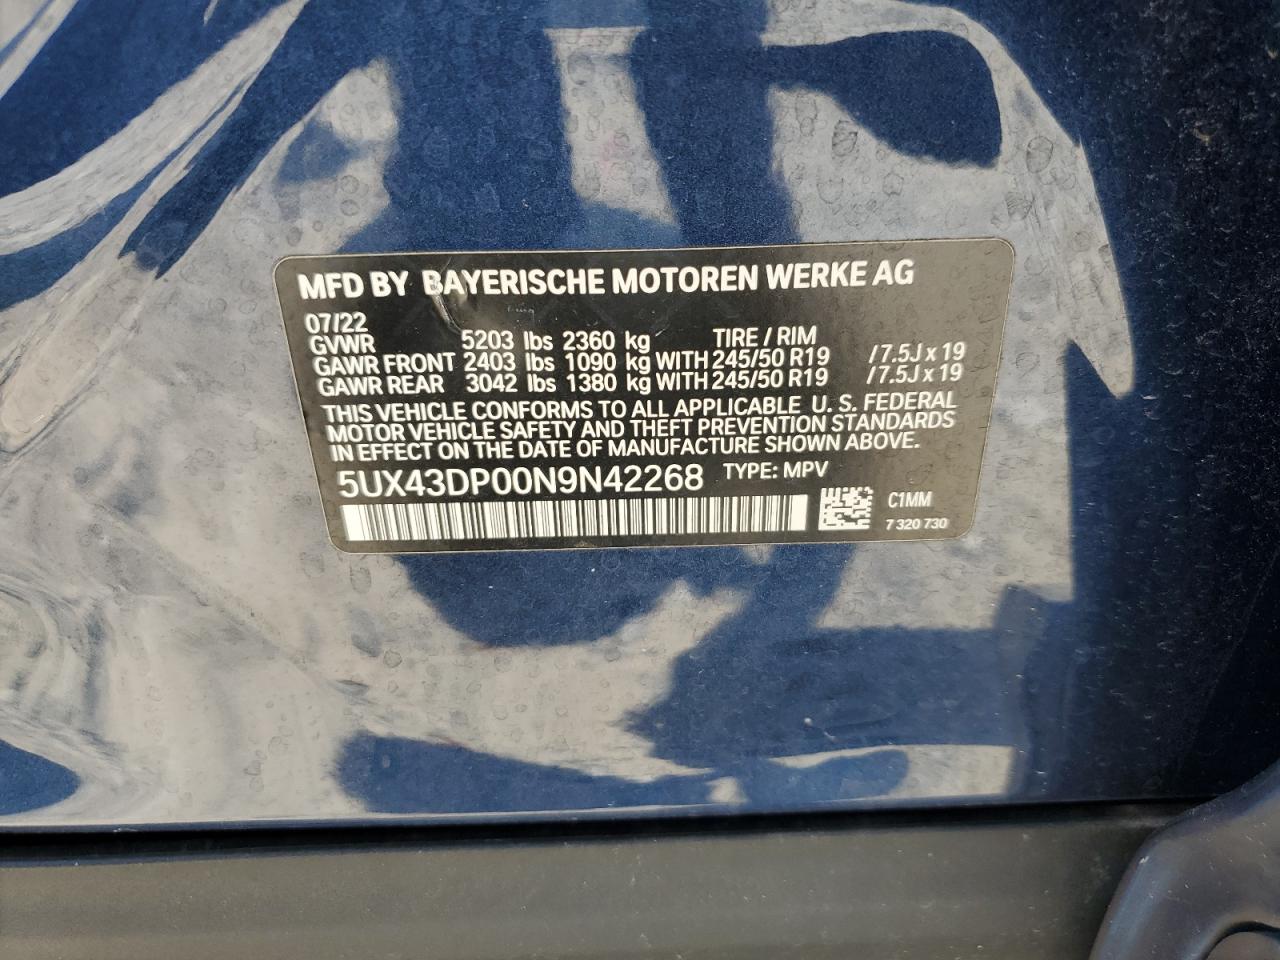 MFD BY BAYERISCHE MOTOREN WERKE AG
07/22
GVWR 5203 lbs 2360 kg TIRE / RIM
GAWR FRONT 2403 lbs 1090 kg WITH 245/50 R19 / 7.5J x 19
GAWR REAR 3042 lbs 1380 kg WITH 245/50 R19 / 7.5J x 19
THIS VEHICLE CONFORMS TO ALL APPLICABLE U. S. FEDERAL
MOTOR VEHICLE SAFETY AND THEFT PREVENTION STANDARDS
IN EFFECT ON THE DATE OF MANUFACTURE SHOWN ABOVE.
5UX43DP00N9N42268 TYPE: MPV
C1MM
7 320 730